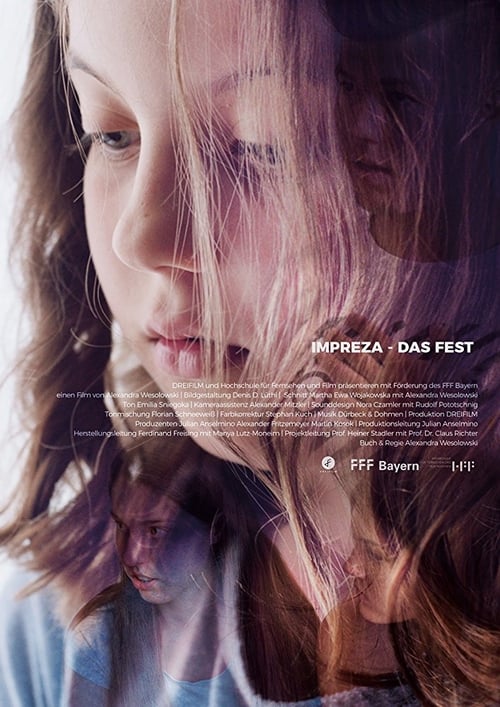 IMPREZA - DAS FEST
DREIFILM und Hochschule für Fernsehen und Film präsentieren mit Förderung des FFF Bayern
einen Film von Alexandra Wesolowski | Bildgestaltung Denis D. Lüthi | Schnitt Martha Ewa Wojakowska mit Alexandra Wesolowski
Ton Emilia Sniegoska | Kameraassistenz Alexander Mitzler | Sounddesign Nora Czamler mit Rudolf Pototschnig
Tonmischung Florian Schneeweiß | Farbkorrektur Stephan Kuch | Musik Dürbeck & Dohmen | Produktion DREIFILM
Produzenten Julian Anselmino Alexander Fritzemeyer Martin Kosok | Produktionsleitung Julian Anselmino
Herstellungsleitung Ferdinand Freising mit Manya Lutz-Moneim | Projektleitung Prof. Heiner Stadler mit Prof. Dr. Claus Richter
Buch & Regie Alexandra Wesolowski
FFF Bayern
HFF